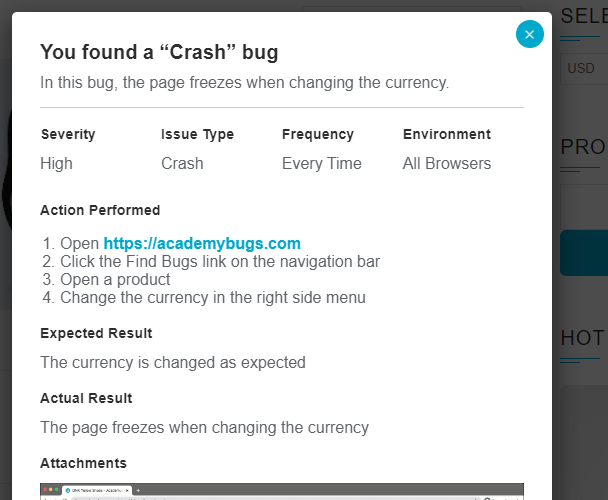 SELE
You found a “Crash” bug
In this bug, the page freezes when changing the currency.
USD
Severity Issue Type Frequency Environment
High Crash Every Time All Browsers
PRO
Action Performed
1. Open https://academybugs.com
2. Click the Find Bugs link on the navigation bar
3. Open a product
4. Change the currency in the right side menu
Expected Result
HOT
The currency is changed as expected
Actual Result
The page freezes when changing the currency
Attachments